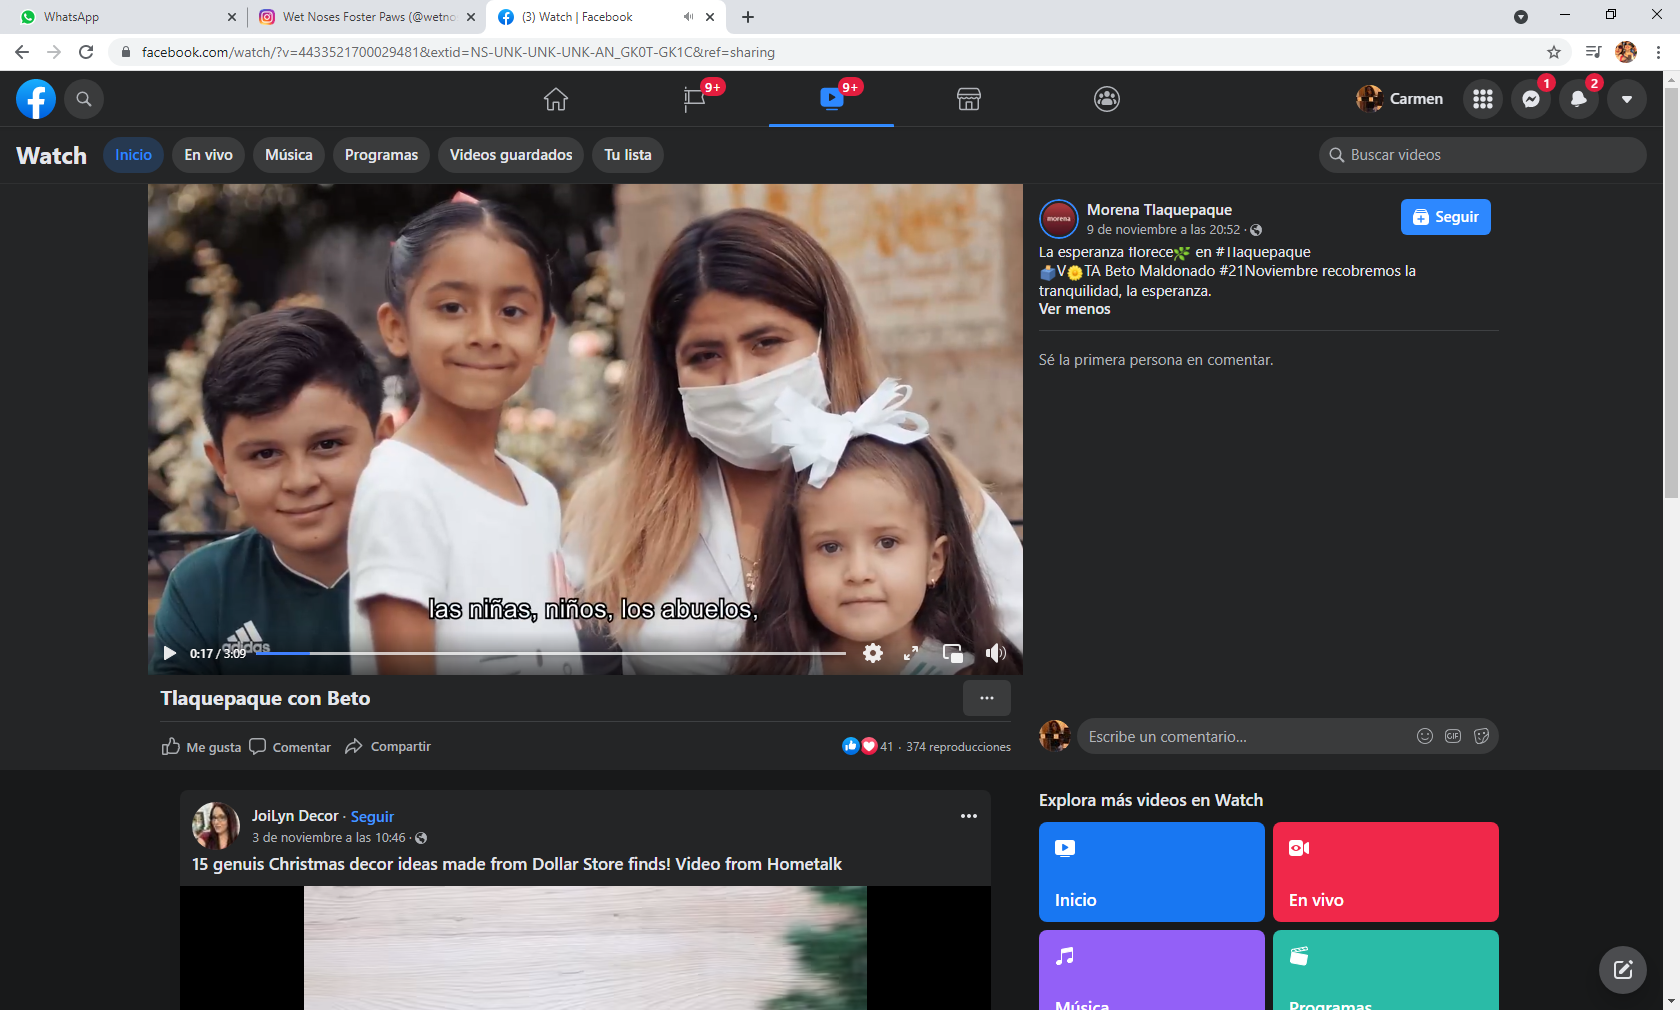 WhatsApp
Wet Noses Foster Paws (@wetno
(3) Watch | Facebook
facebook.com/watch/?v=4433521700029481&extid=NS-UNK-UNK-UNK-AN_GK0T-GK1C&ref=sharing
9+
9+
Carmen
1
2
Watch
Inicio
En vivo
Música
Programas
Videos guardados
Tu lista
Buscar videos
morena
Morena Tlaquepaque
9 de noviembre a las 20:52 ·
Seguir
La esperanza florece🌿 en #Tlaquepaque
🗳️V🌼TA Beto Maldonado #21Noviembre recobremos la
tranquilidad, la esperanza.
Ver menos
Sé la primera persona en comentar.
las niñas, niños, los abuelos,
adidas
0:17 / 3:09
Tlaquepaque con Beto
Me gusta
Comentar
Compartir
41 · 374 reproducciones
Escribe un comentario...
GIF
JoiLyn Decor · Seguir
3 de noviembre a las 10:46 ·
15 genuis Christmas decor ideas made from Dollar Store finds! Video from Hometalk
Explora más videos en Watch
Inicio
En vivo
Música
Programas